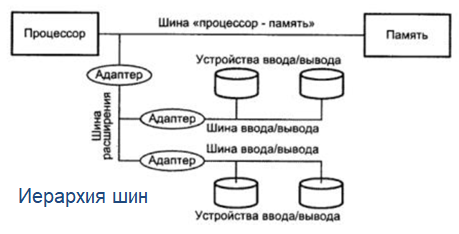 Шина «процессор - память»
Процессор
Память
Адаптер
Устройства ввода/вывода
Шина
расширения
Адаптер
Шина ввода/вывода
Шина ввода/вывода
Адаптер
Иерархия шин
Устройства ввода/вывода